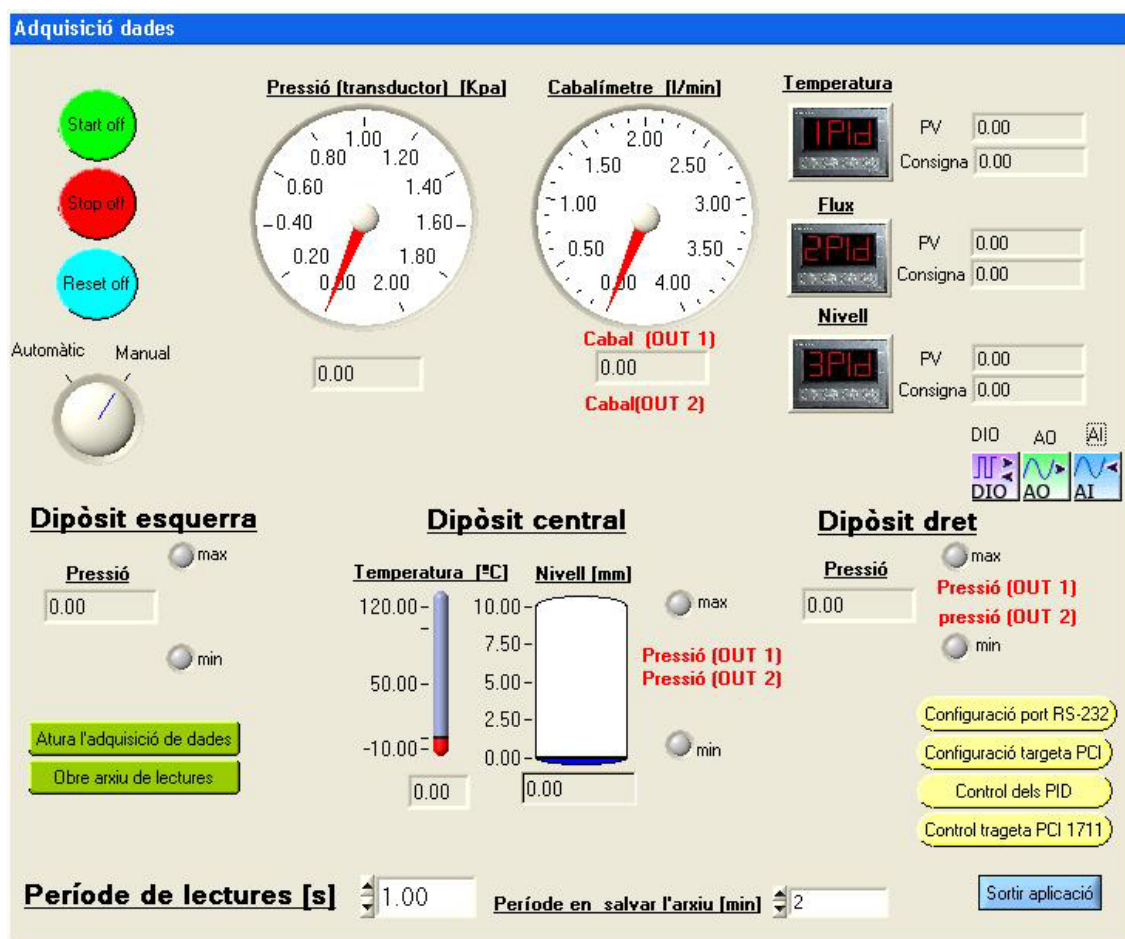 Adquisició dades
Start off
Stop off
Reset off
Automàtic Manual
Pressió (transductor) [Kpa]
1.00
0.80 1.20
0.60 1.40
0.40 1.60
0.20 1.80
0.00 2.00
0.00
Cabalímetre [l/min]
2.00
1.50 2.50
1.00 3.00
0.50 3.50
0.00 4.00
Cabal (OUT 1)
0.00
Cabal(OUT 2)
Temperatura
1PId
PV 0.00
Consigna 0.00
Flux
2PId
PV 0.00
Consigna 0.00
Nivell
3PId
PV 0.00
Consigna 0.00
DIO AO AI
DIO AO AI
Dipòsit esquerra
max
Pressió
0.00
min
Atura l'adquisició de dades
Obre arxiu de lectures
Dipòsit central
Temperatura [ºC] Nivell [mm]
120.00
50.00
-10.00
0.00
10.00
7.50
5.00
2.50
0.00
0.00
max
Pressió (OUT 1)
Pressió (OUT 2)
min
Dipòsit dret
max
Pressió
0.00
Pressió (OUT 1)
pressió (OUT 2)
min
Configuració port RS-232
Configuració targeta PCI
Control dels PID
Control trageta PCI 1711
Període de lectures [s] 1.00
Període en salvar l'arxiu [min] 2
Sortir aplicació